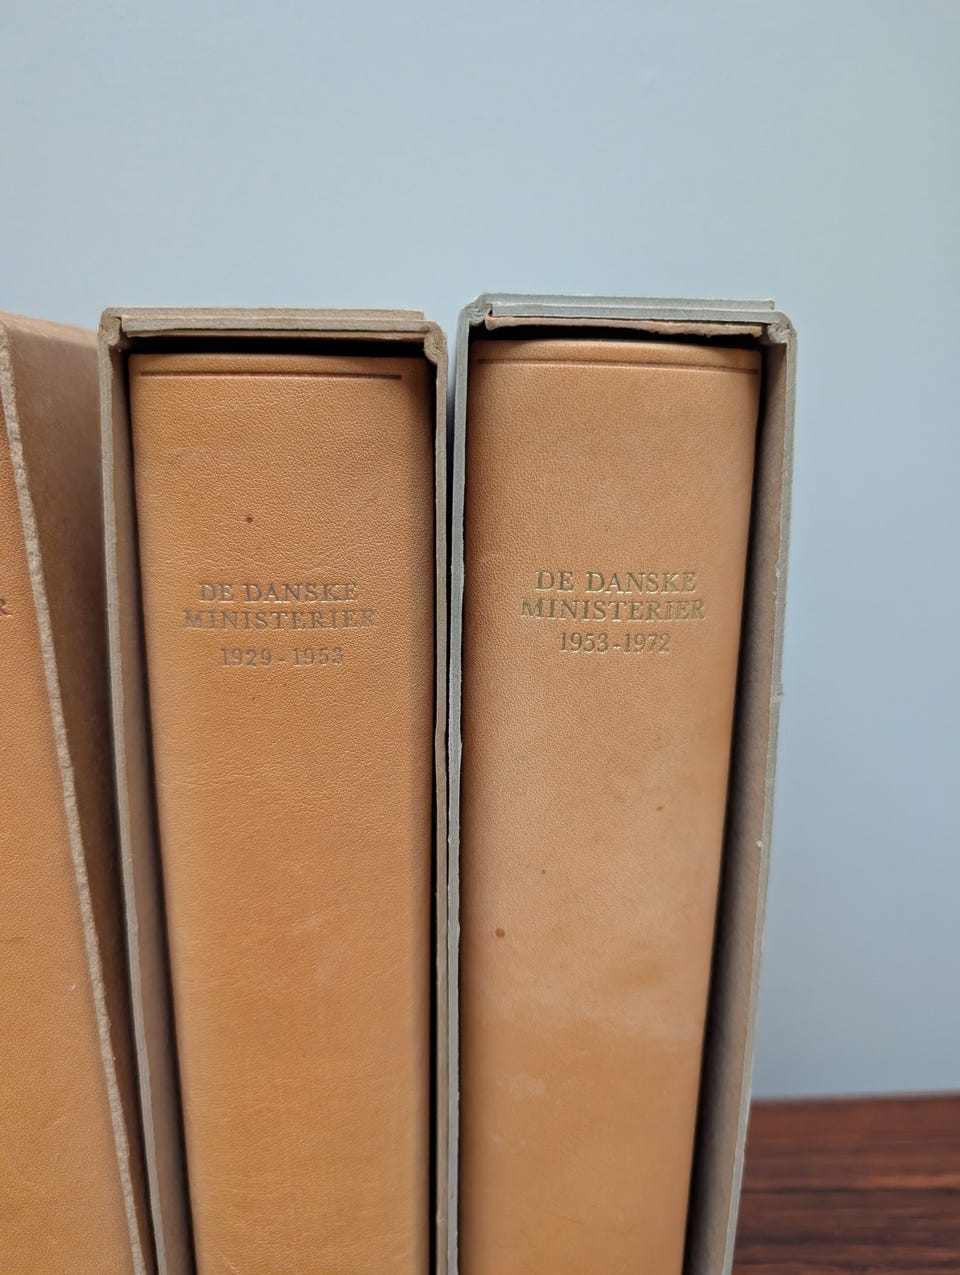 DE DANSKE
MINISTERIER
1929-1953
DE DANSKE
MINISTERIER
1953-1972